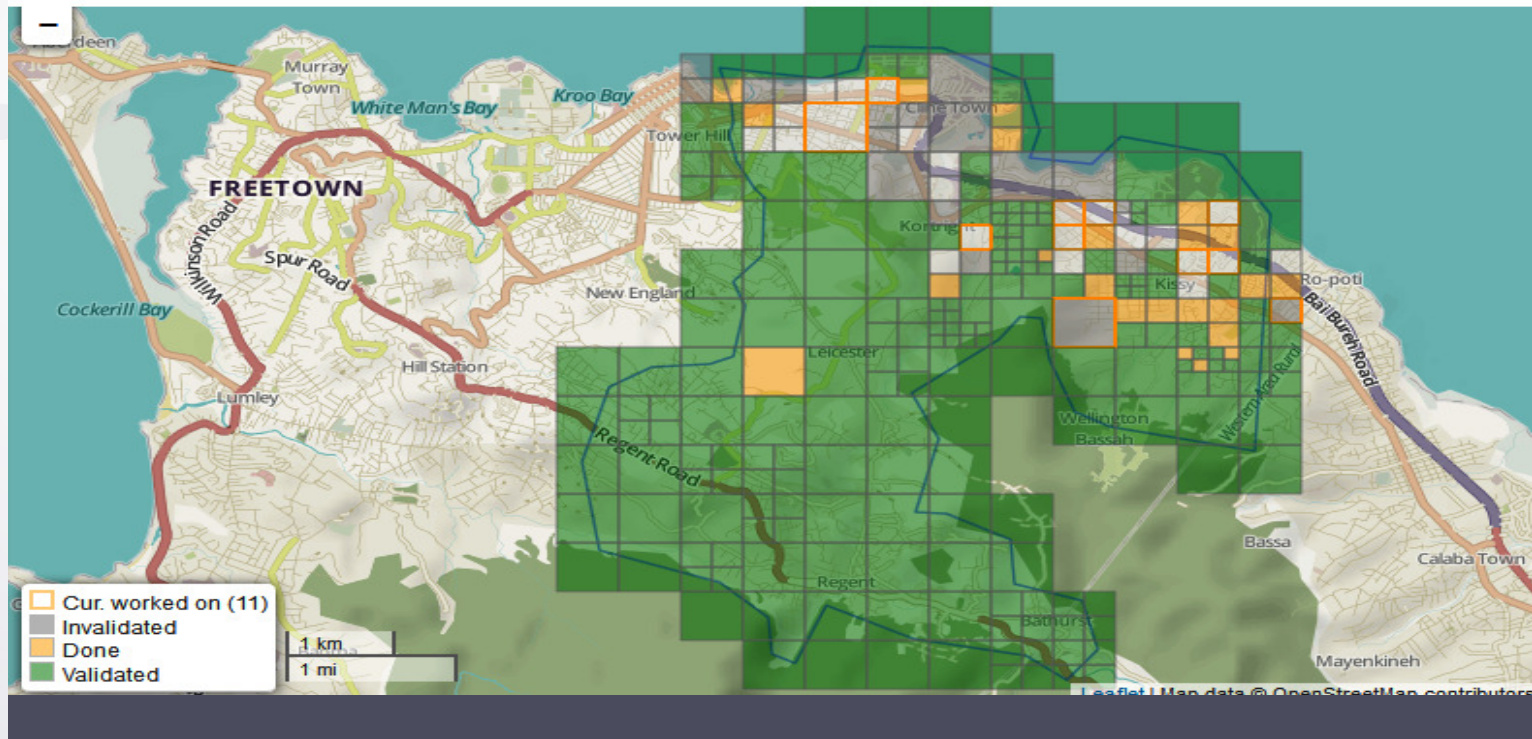 −
Aberdeen
Murray
Town
White Man's Bay
Kroo Bay
Cline Town
Tower Hill
FREETOWN
Wilkinson Road
Spur Road
Kortright
New England
Cockerill Bay
Kissy
Ro-poti
Bai Bureh Road
Hill Station
Leicester
Lumley
Western Area Rural
Wellington
Bassah
Regent Road
Bassa
Calaba Town
Regent
Bathurst
Mayenkineh
Cur. worked on (11)
Invalidated
Done
Validated
1 km
1 mi
Leaflet | Map data © OpenStreetMap contributors